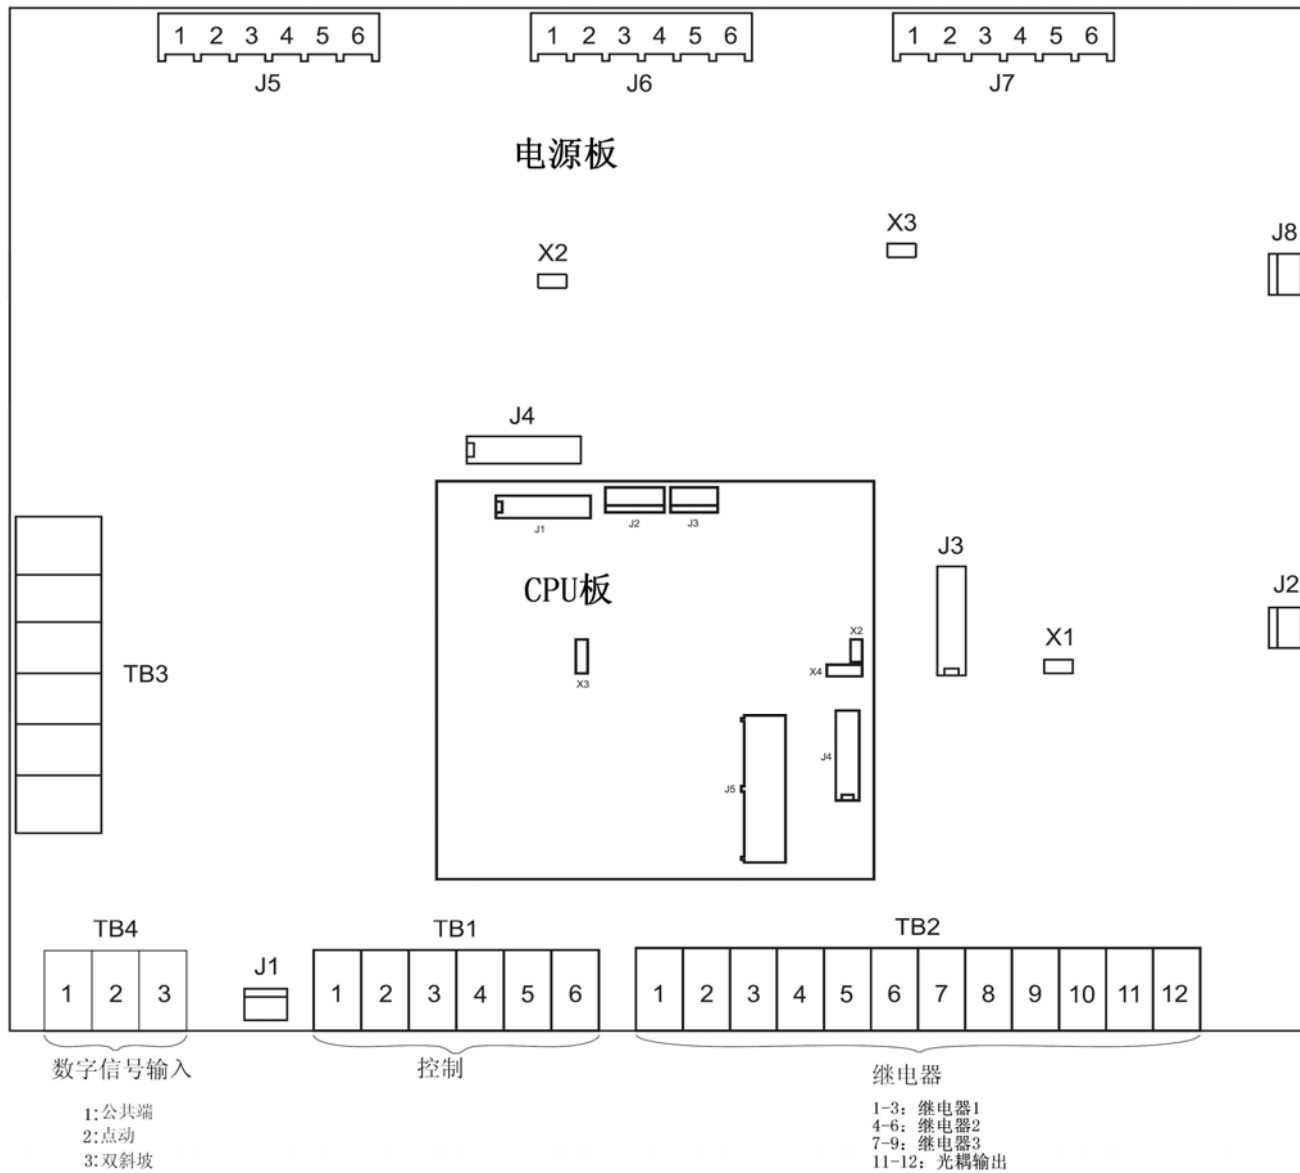 1 2 3 4 5 6
J5
1 2 3 4 5 6
J6
1 2 3 4 5 6
J7
电源板
X2
X3
J8
J4
J1
J2
J3
CPU板
X3
X2
X4
J4
J5
J3
X1
J2
TB3
TB4
1 2 3
J1
TB1
1 2 3 4 5 6
TB2
1 2 3 4 5 6 7 8 9 10 11 12
数字信号输入
1:公共端
2:点动
3:双斜坡
控制
继电器
1-3: 继电器1
4-6: 继电器2
7-9: 继电器3
11-12: 光耦输出